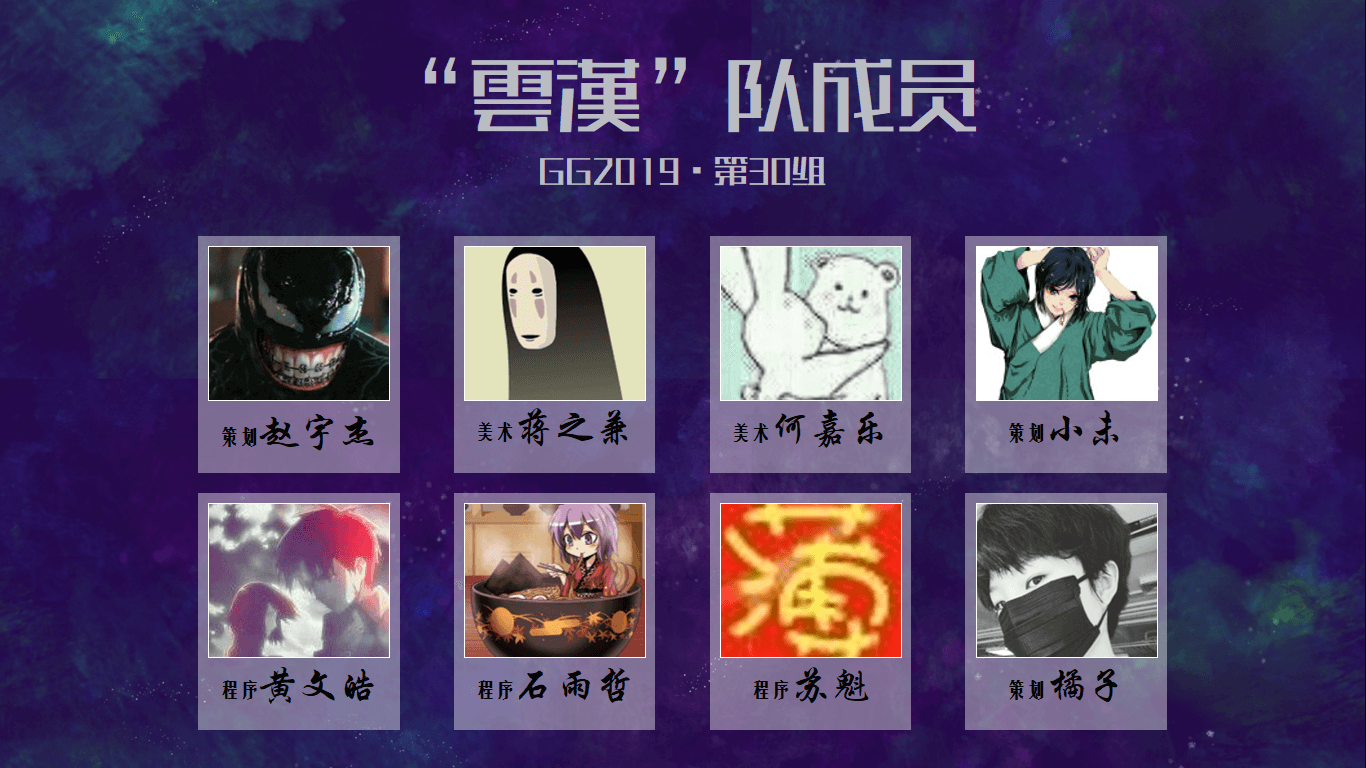 “雲漢”队成员
GG2019·第30组
策划赵宇杰
美术蒋之兼
美术何嘉乐
策划小未
薄
程序黄文皓
程序石雨哲
程序苏魁
策划橘子